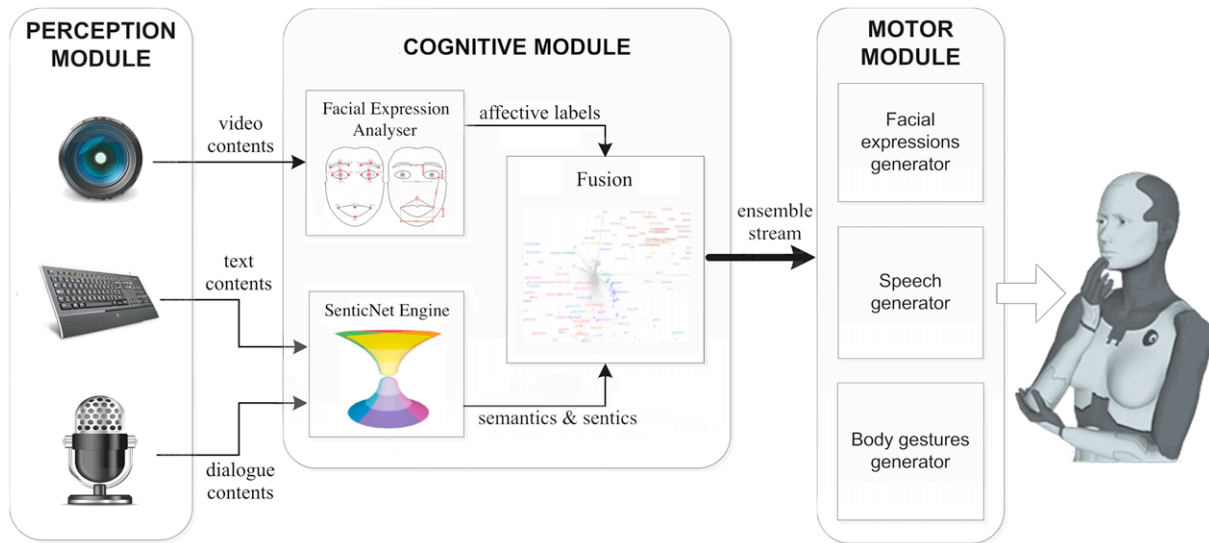 PERCEPTION
MODULE
video
contents
text
contents
dialogue
contents
COGNITIVE MODULE
Facial Expression
Analyser
affective labels
SenticNet Engine
semantics & sentics
Fusion
ensemble
stream
MOTOR
MODULE
Facial
expressions
generator
Speech
generator
Body gestures
generator